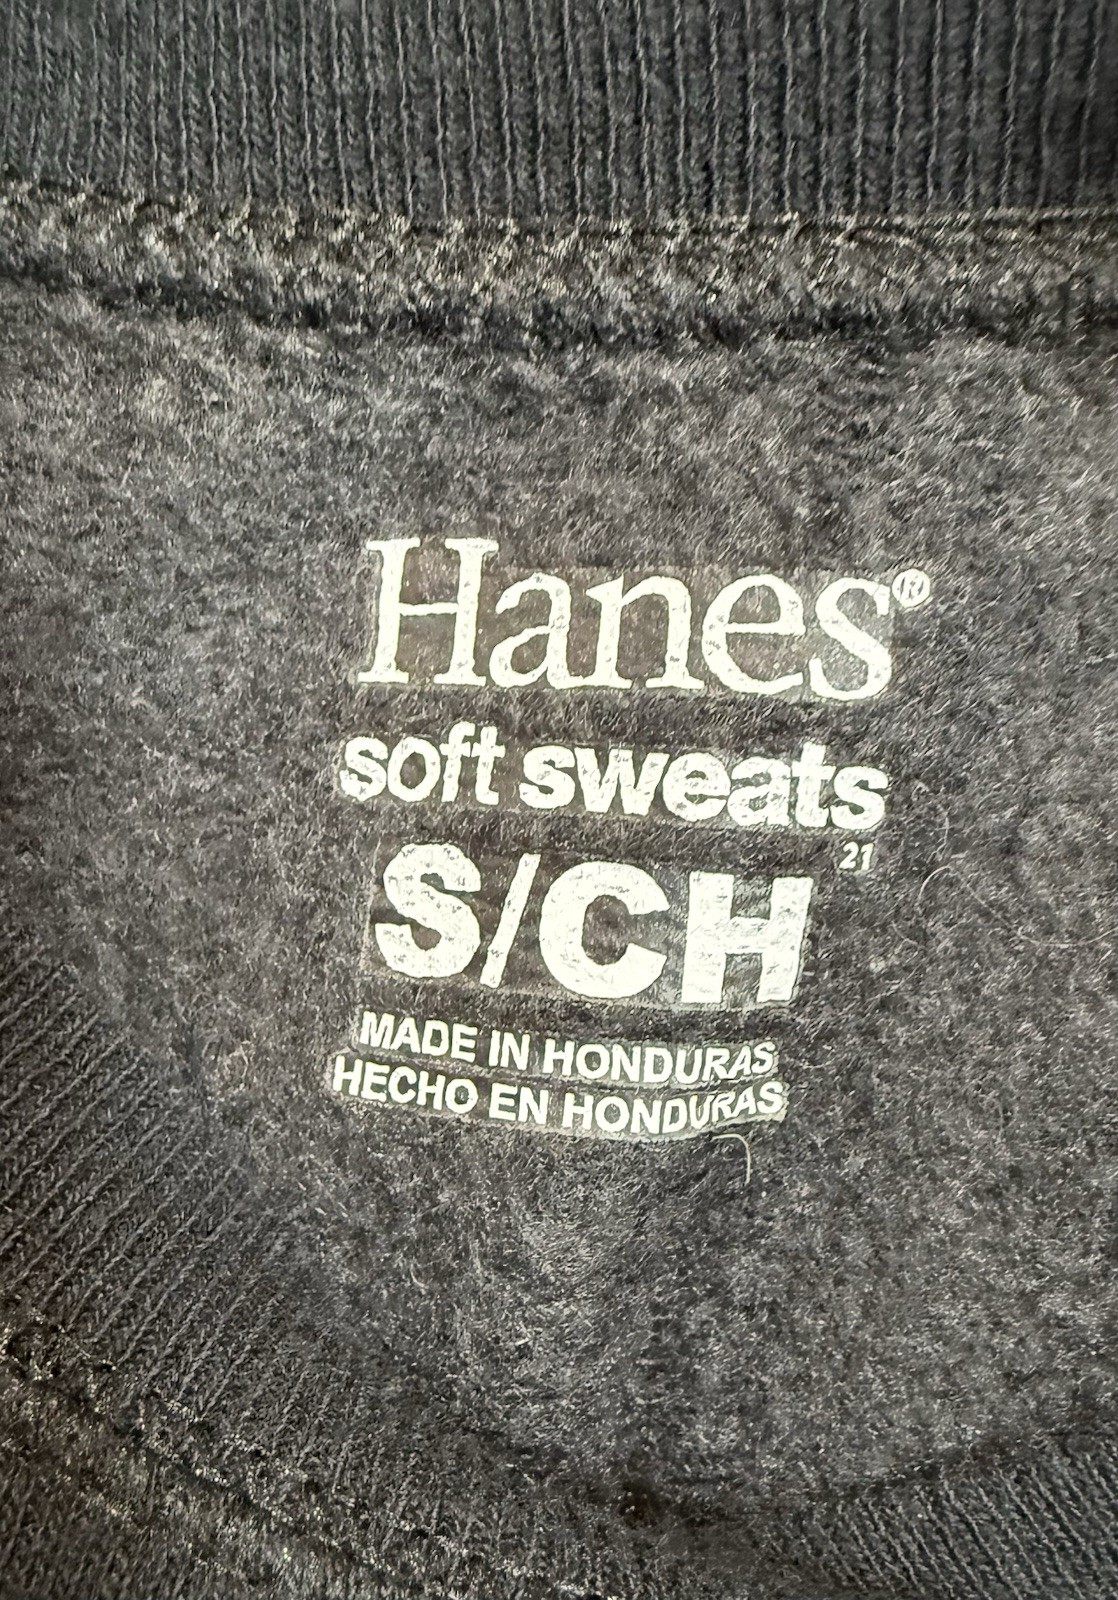 Hanes®
soft sweats
21
S/CH
MADE IN HONDURAS
HECHO EN HONDURAS